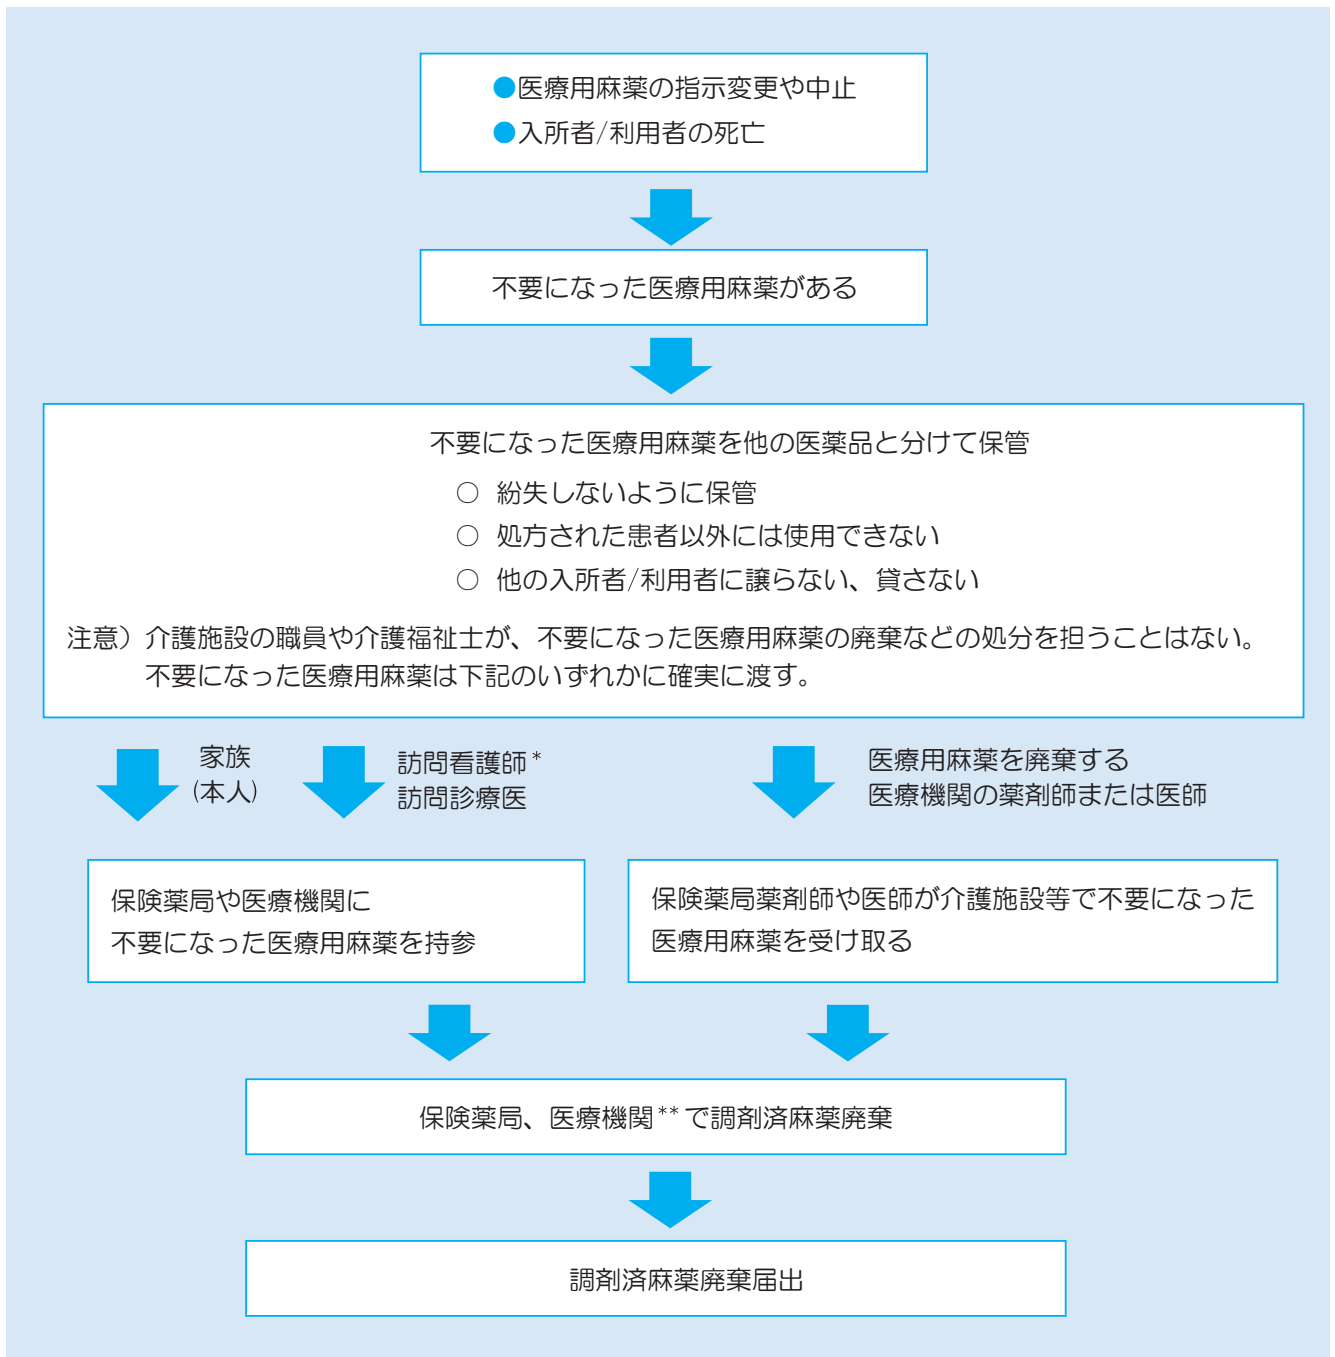 ●医療用麻薬の指示変更や中止
●入所者/利用者の死亡
不要になった医療用麻薬がある
不要になった医療用麻薬を他の医薬品と分けて保管
○ 紛失しないように保管
○ 処方された患者以外には使用できない
○ 他の入所者/利用者に譲らない、貸さない
注意）介護施設の職員や介護福祉士が、不要になった医療用麻薬の廃棄などの処分を担うことはない。
不要になった医療用麻薬は下記のいずれかに確実に渡す。
家族
(本人)
訪問看護師*
訪問診療医
医療用麻薬を廃棄する
医療機関の薬剤師または医師
保険薬局や医療機関に
不要になった医療用麻薬を持参
保険薬局薬剤師や医師が介護施設等で不要になった
医療用麻薬を受け取る
保険薬局、医療機関**で調剤済麻薬廃棄
調剤済麻薬廃棄届出